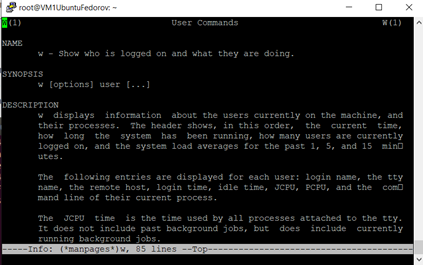 root@VM1UbuntuFedorov: ~
W(1) User Commands W(1)
NAME
w - Show who is logged on and what they are doing.
SYNOPSIS
w [options] user [...]
DESCRIPTION
w displays information about the users currently on the machine, and
their processes. The header shows, in this order, the current time,
how long the system has been running, how many users are currently
logged on, and the system load averages for the past 1, 5, and 15 min□
utes.
The following entries are displayed for each user: login name, the tty
name, the remote host, login time, idle time, JCPU, PCPU, and the com□
mand line of their current process.
The JCPU time is the time used by all processes attached to the tty.
It does not include past background jobs, but does include currently
running background jobs.
-----Info: (*manpages*)w, 85 lines --Top-----------------------------------------